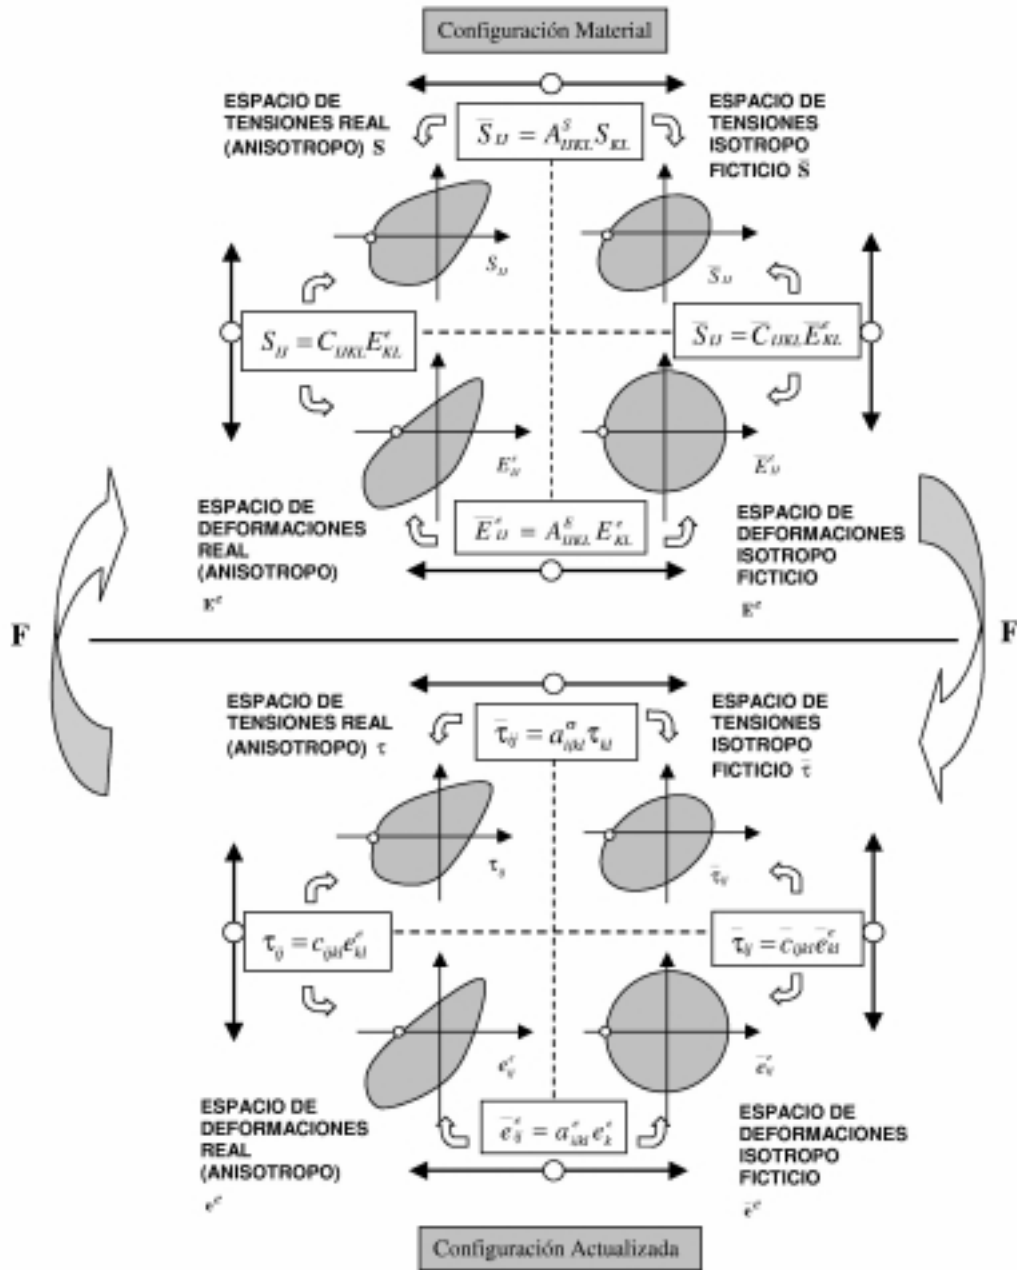 Configuración Material
ESPACIO DE
TENSIONES REAL
(ANISOTROPO) S
S̅_IJ = A^S_IJKL S_KL
ESPACIO DE
TENSIONES
ISOTROPO
FICTICIO S̅
S_IJ
S̅_IJ
S_IJ = C_IJKL E^e_KL
S̅_IJ = C̅_IJKL E̅^e_KL
E^e_IJ
E̅^e_IJ
ESPACIO DE
DEFORMACIONES
REAL
(ANISOTROPO)
E^e
E̅^e_IJ = A^E_IJKL E^e_KL
ESPACIO DE
DEFORMACIONES
ISOTROPO
FICTICIO
E^e
F
F
ESPACIO DE
TENSIONES REAL
(ANISOTROPO) τ
τ̅_ij = a^σ_ijkl τ_kl
ESPACIO DE
TENSIONES
ISOTROPO
FICTICIO τ̅
τ_ij
τ̅_ij
τ_ij = c_ijkl e^e_kl
τ̅_ij = c̅_ijkl e̅^e_kl
e^e_ij
e̅^e_ij
ESPACIO DE
DEFORMACIONES
REAL
(ANISOTROPO)
e^e
ESPACIO DE
DEFORMACIONES
ISOTROPO
FICTICIO
e̅^e
Configuración Actualizada